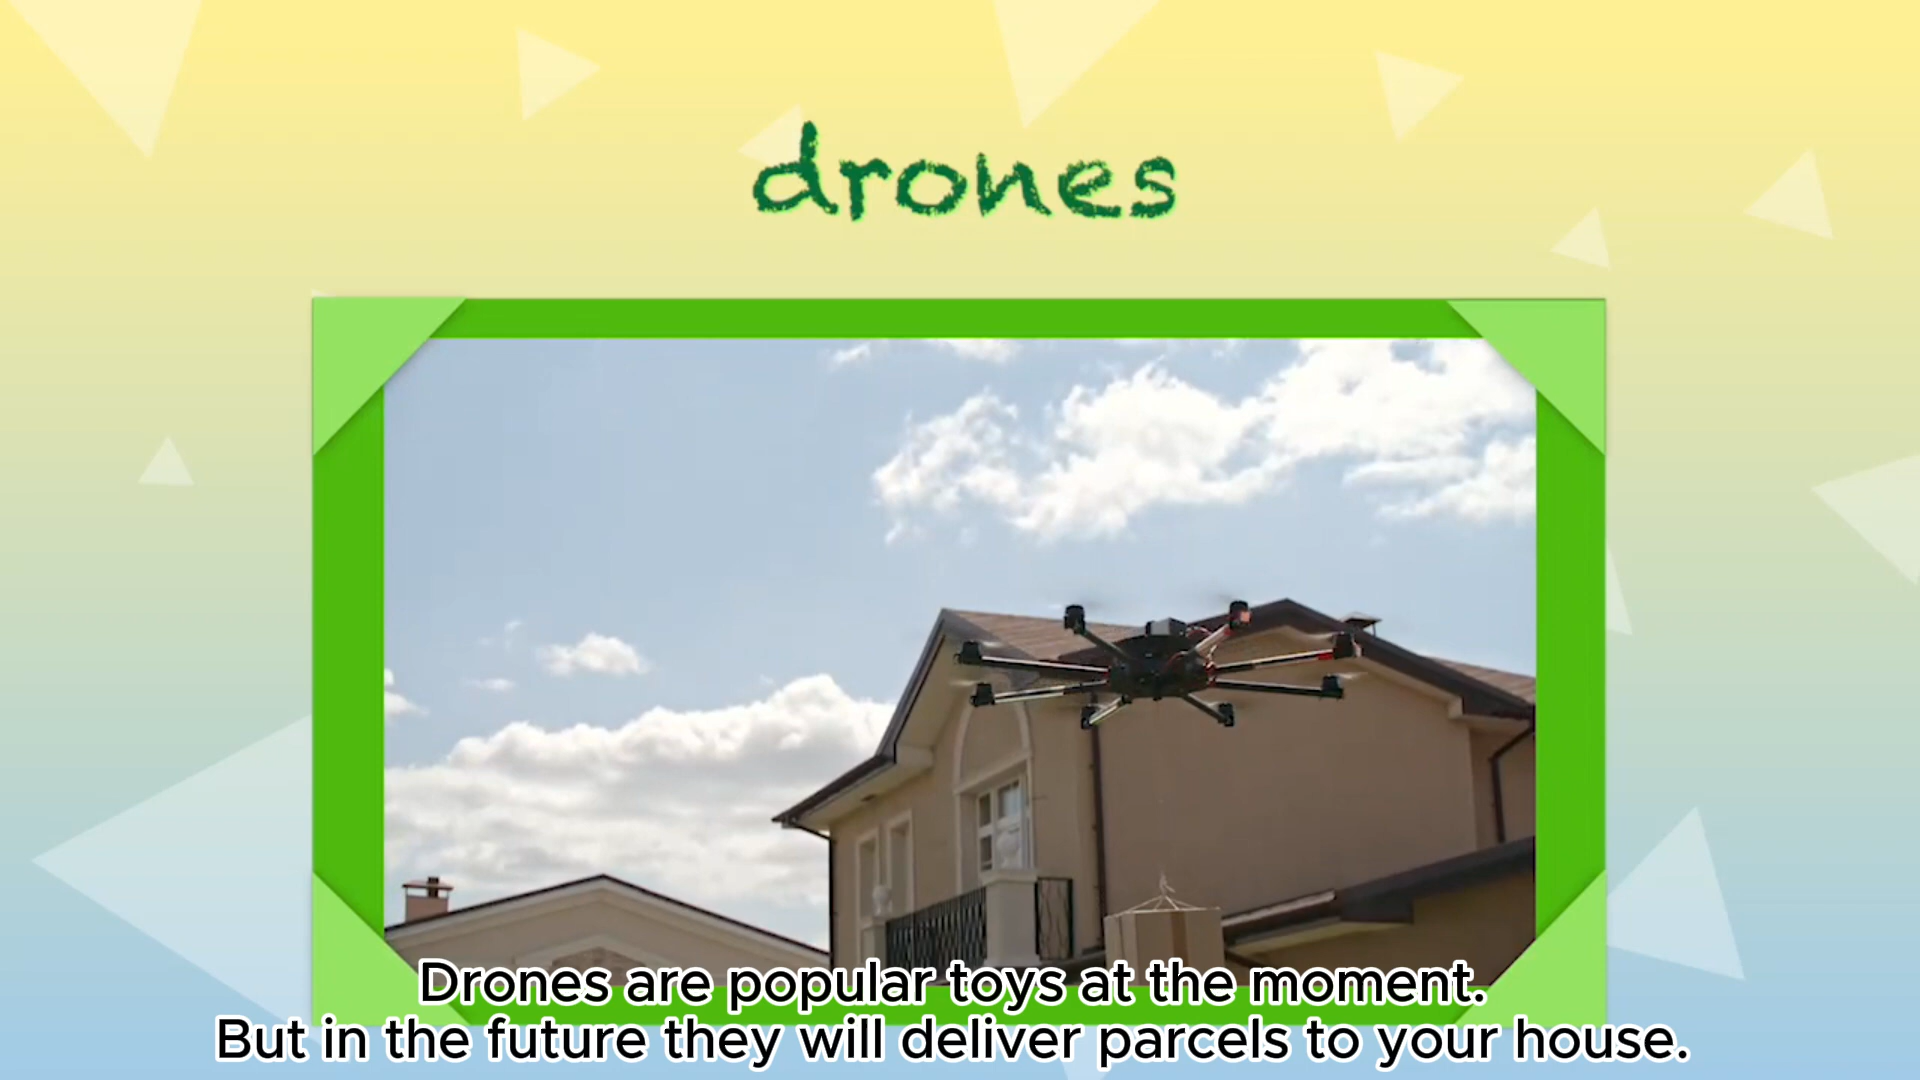 drones
Drones are popular toys at the moment.
But in the future they will deliver parcels to your house.